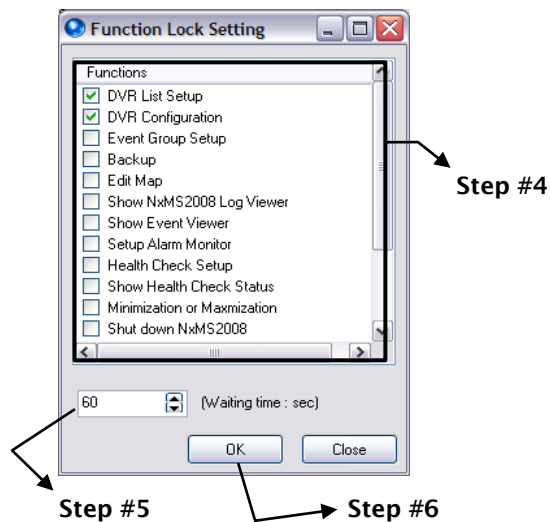 Function Lock Setting
Functions
DVR List Setup
DVR Configuration
Event Group Setup
Backup
Edit Map
Show NxMS2008 Log Viewer
Show Event Viewer
Setup Alarm Monitor
Health Check Setup
Show Health Check Status
Minimization or Maxmization
Shut down NxMS2008
Step #4
60 (Waiting time : sec)
OK Close
Step #5 Step #6